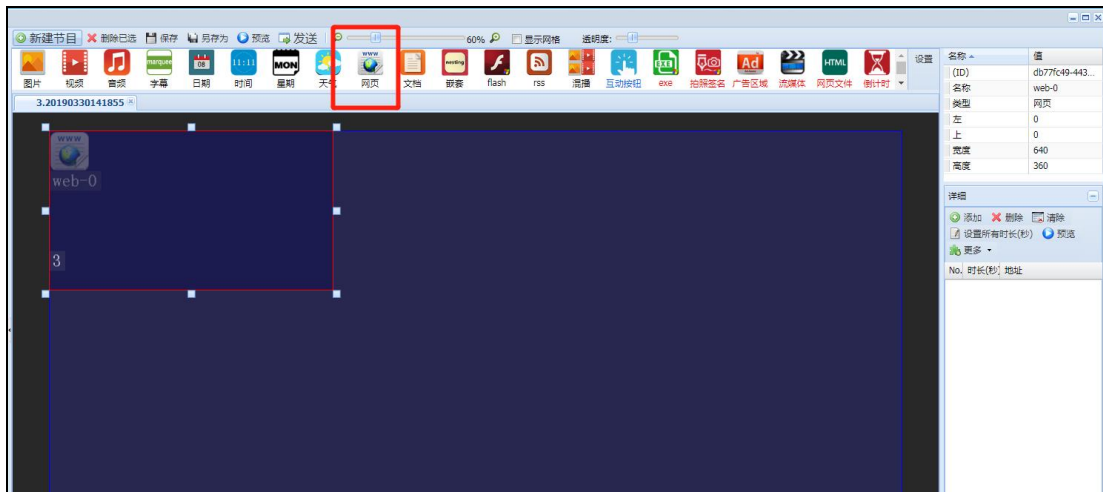 新建节目 删除已选 保存 另存为 预览 发送 60% 显示网格 透明度:
marquee 08 11:11 MON www nesting EXE Ad HTML
图片 视频 音频 字幕 日期 时间 星期 天气 网页 文档 嵌套 flash rss 混播 互动按钮 exe 拍照签名 广告区域 流媒体 网页文件 倒计时 设置
3.20190330141855
www
web-0
3
名称 值
(ID) db77fc49-443...
名称 web-0
类型 网页
左 0
上 0
宽度 640
高度 360
详细
添加 删除 清除
设置所有时长(秒) 预览
更多
No. 时长(秒) 地址